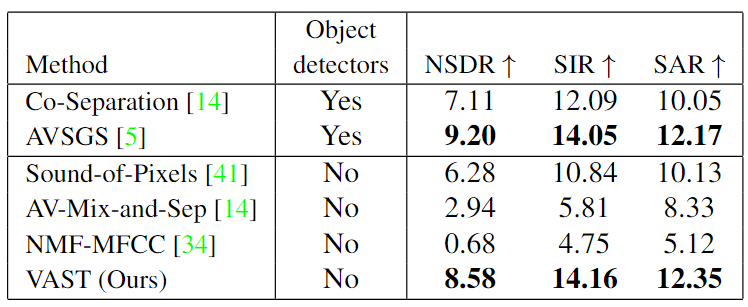 Object
Method detectors NSDR ↑ SIR ↑ SAR ↑
Co-Separation [14] Yes 7.11 12.09 10.05
AVSGS [5] Yes 9.20 14.05 12.17
Sound-of-Pixels [41] No 6.28 10.84 10.13
AV-Mix-and-Sep [14] No 2.94 5.81 8.33
NMF-MFCC [34] No 0.68 4.75 5.12
VAST (Ours) No 8.58 14.16 12.35